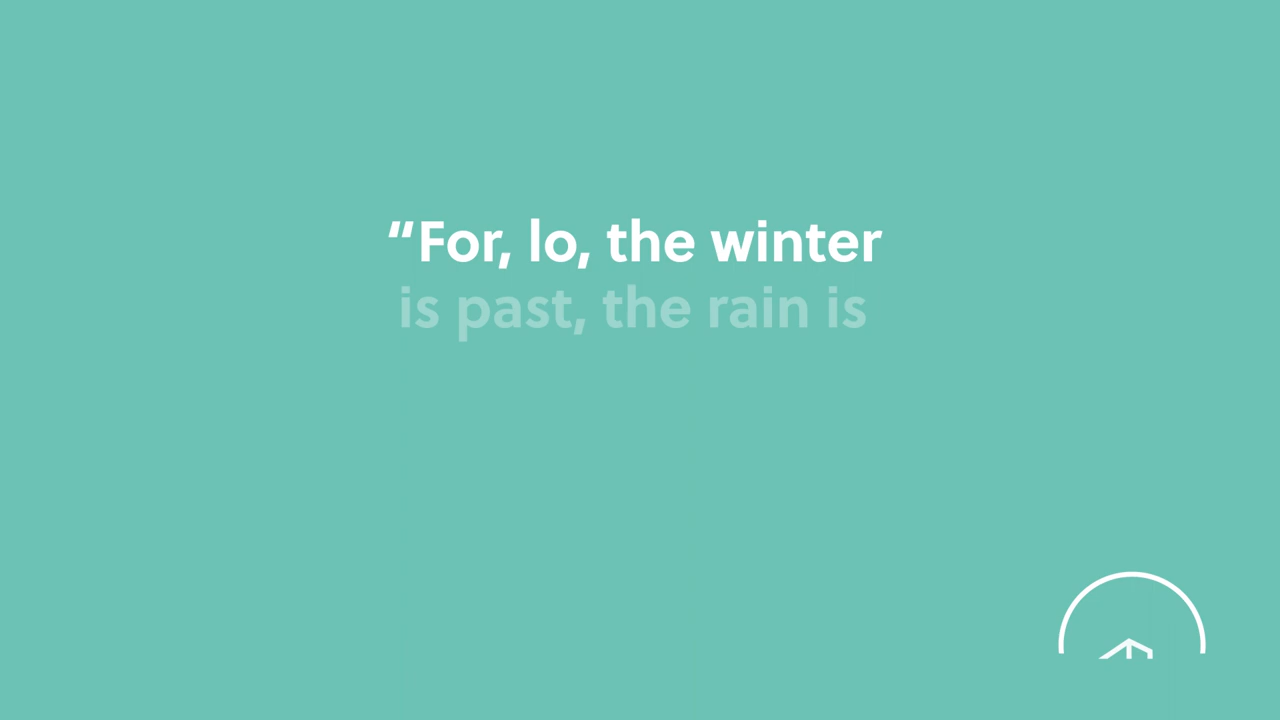 “For, lo, the winter
is past, the rain is